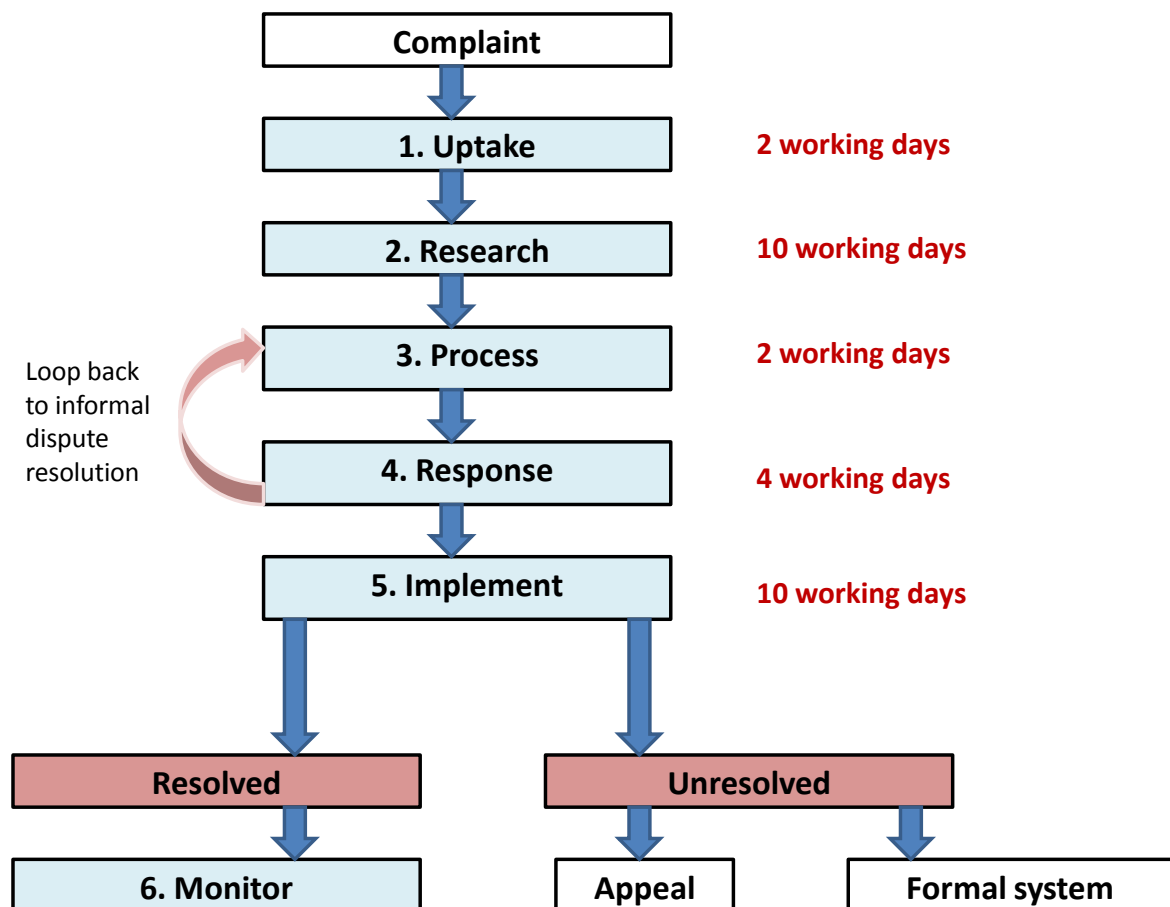 Complaint
1. Uptake
2 working days
2. Research
10 working days
3. Process
2 working days
Loop back
to informal
dispute
resolution
4. Response
4 working days
5. Implement
10 working days
Resolved
Unresolved
6. Monitor
Appeal
Formal system